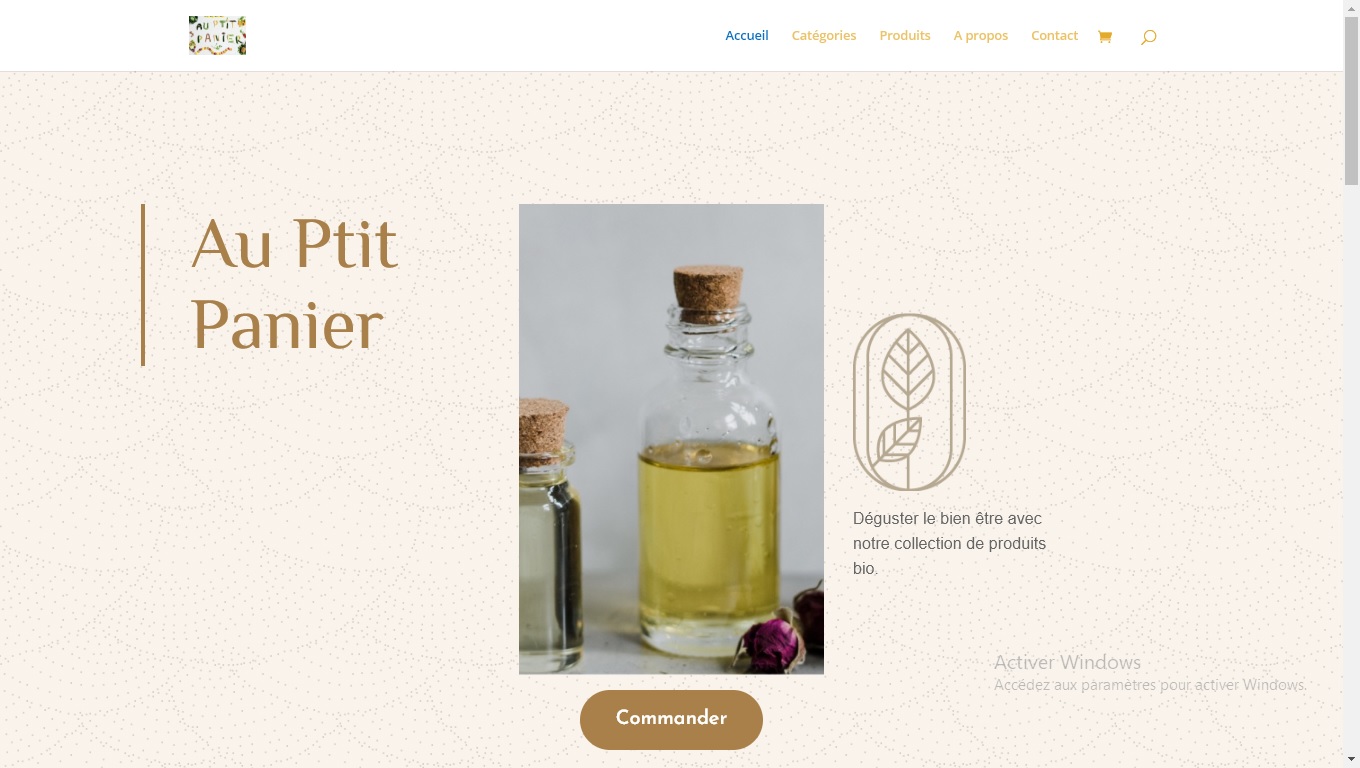 AU PTIT
PANIER
Accueil
Catégories
Produits
A propos
Contact
Au Ptit
Panier
Déguster le bien être avec
notre collection de produits
bio.
Activer Windows
Accédez aux paramètres pour activer Windows.
Commander